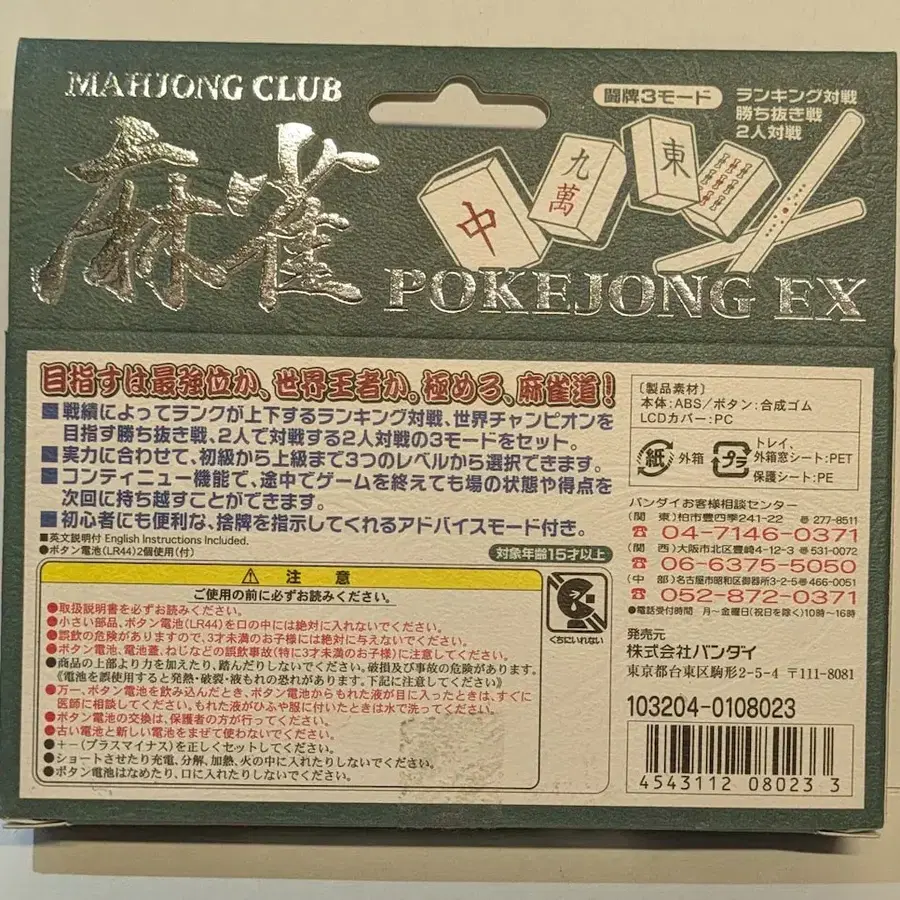 MAHJONG CLUB
麻雀
闘牌3モード
ランキング対戦
勝ち抜き戦
2人対戦
中
九
萬
東
POKEJONG EX
目指すは最強位か、世界王者か。極めろ、麻雀道!
■戦績によってランクが上下するランキング対戦、世界チャンピオンを
目指す勝ち抜き戦、2人で対戦する2人対戦の3モードをセット。
■実力に合わせて、初級から上級まで3つのレベルから選択できます。
■コンティニュー機能で、途中でゲームを終えても場の状態や得点を
次回に持ち越すことができます。
■初心者にも便利な、捨牌を指示してくれるアドバイスモード付き。
■英文説明付 English Instructions Included.
●ボタン電池(LR44)2個使用(付)
対象年齢15才以上
⚠ 注意
ご使用の前に必ずお読みください。
●取扱説明書を必ずお読みください。
●小さい部品、ボタン電池(LR44)を口の中には絶対に入れないでください。
●誤飲の危険がありますので、3才未満のお子様には絶対に与えないでください。
●ボタン電池、電池蓋、ねじなどの誤飲事故(特に3才未満のお子様)に注意してください。
●商品の上部より力を加えたり、踏んだりしないでください。破損及び事故の危険があります。
《電池を誤使用すると発熱・破裂・液もれの恐れがあります。下記に注意してください》
●万一、ボタン電池を飲み込んだとき、ボタン電池からもれた液が目に入ったときは、すぐに
医師に相談してください。もれた液がひふや服に付いたときは水で洗ってください。
●ボタン電池の交換は、保護者の方が行ってください。
●古い電池と新しい電池をまぜて使わないでください。
●+-(プラスマイナス)を正しくセットしてください。
●ショートさせたり充電、分解、加熱、火の中に入れたりしないでください。
●ボタン電池はなめたり、口に入れたりしないでください。
くちにいれない
〔製品素材〕
本体:ABS/ボタン:合成ゴム
LCDカバー:PC
紙 外箱
プラ トレイ、
外箱窓シート:PET
保護シート:PE
バンダイお客様相談センター
(関 東)柏市豊四季241-22 〒277-8511
☎ 04-7146-0371
(関 西)大阪市北区豊崎4-12-3 〒531-0072
☎ 06-6375-5050
(中 部)名古屋市昭和区御器所3-2-5 〒466-0051
☎ 052-872-0371
●電話受付時間 月〜金曜日(祝日を除く)10時〜16時
発売元
株式会社バンダイ
東京都台東区駒形2-5-4 〒111-8081
103204-0108023
4543112 08023 3